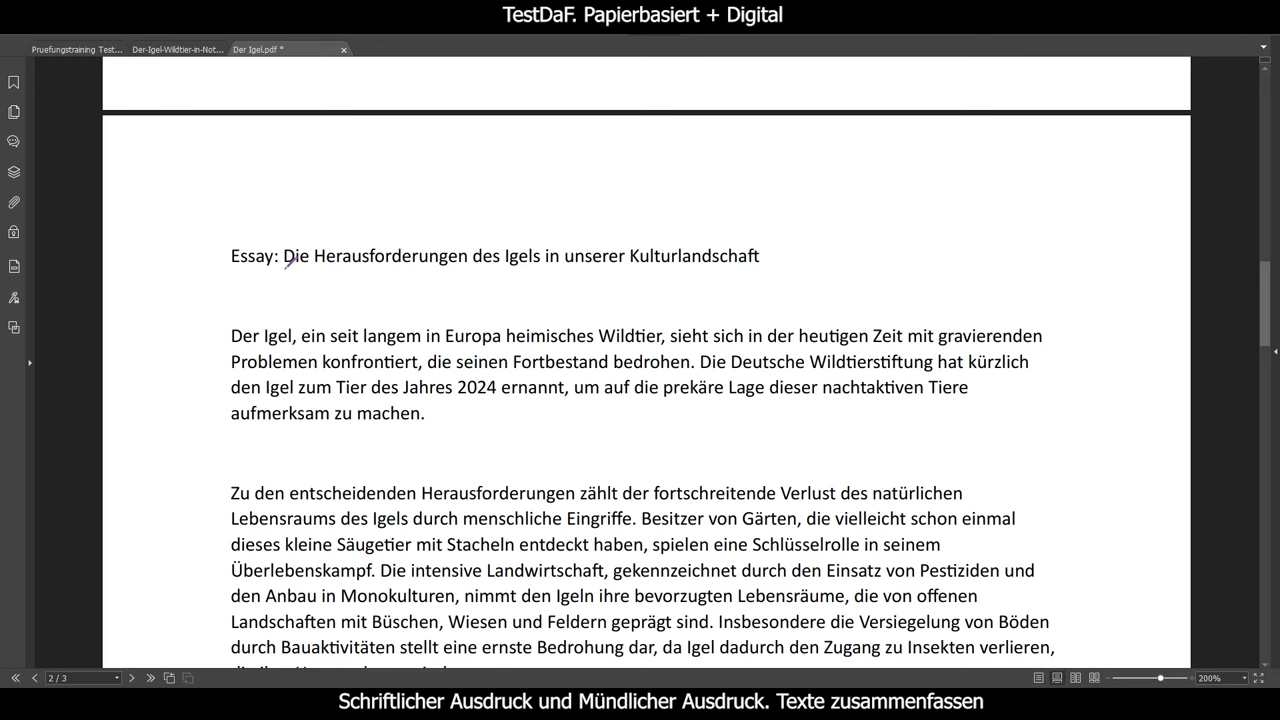 TestDaF. Papierbasiert + Digital
Pruefungstraining Test... Der-Igel-Wildtier-in-Not... Der Igel.pdf *
Essay: Die Herausforderungen des Igels in unserer Kulturlandschaft
Der Igel, ein seit langem in Europa heimisches Wildtier, sieht sich in der heutigen Zeit mit gravierenden
Problemen konfrontiert, die seinen Fortbestand bedrohen. Die Deutsche Wildtierstiftung hat kürzlich
den Igel zum Tier des Jahres 2024 ernannt, um auf die prekäre Lage dieser nachtaktiven Tiere
aufmerksam zu machen.
Zu den entscheidenden Herausforderungen zählt der fortschreitende Verlust des natürlichen
Lebensraums des Igels durch menschliche Eingriffe. Besitzer von Gärten, die vielleicht schon einmal
dieses kleine Säugetier mit Stacheln entdeckt haben, spielen eine Schlüsselrolle in seinem
Überlebenskampf. Die intensive Landwirtschaft, gekennzeichnet durch den Einsatz von Pestiziden und
den Anbau in Monokulturen, nimmt den Igeln ihre bevorzugten Lebensräume, die von offenen
Landschaften mit Büschen, Wiesen und Feldern geprägt sind. Insbesondere die Versiegelung von Böden
durch Bauaktivitäten stellt eine ernste Bedrohung dar, da Igel dadurch den Zugang zu Insekten verlieren,
2 / 3
200%
Schriftlicher Ausdruck und Mündlicher Ausdruck. Texte zusammenfassen